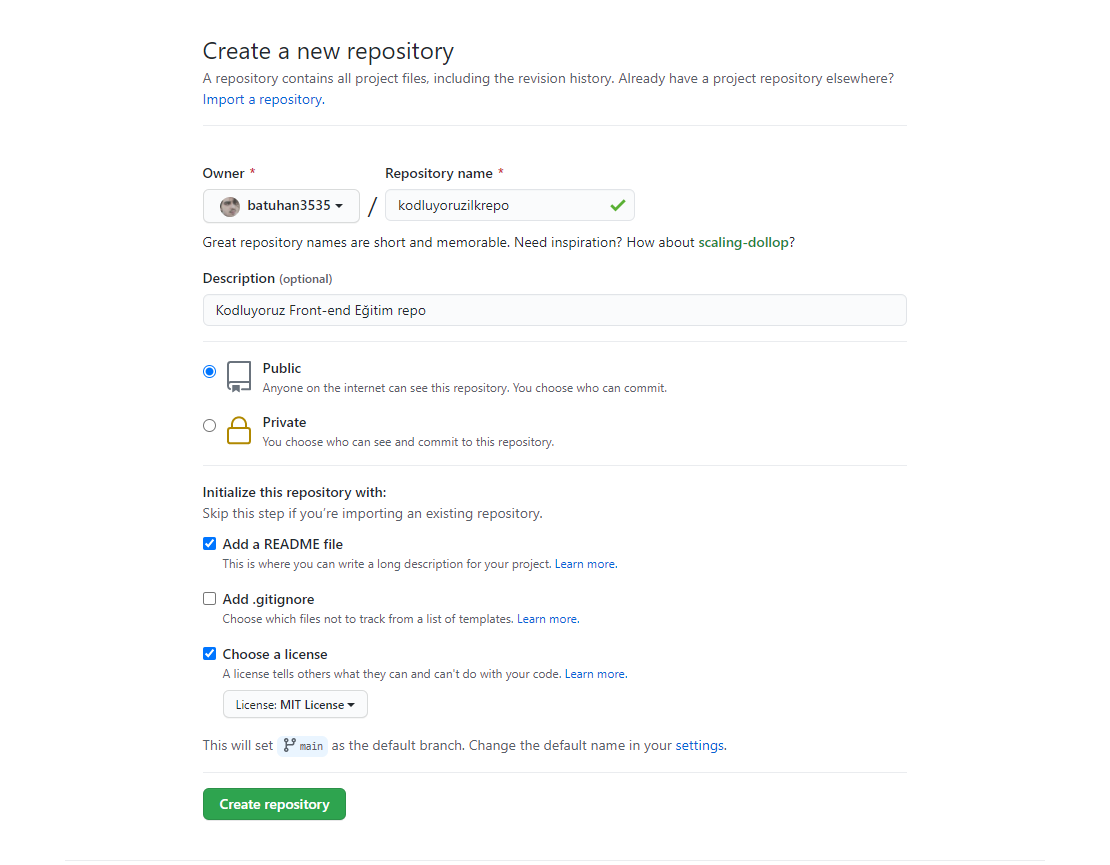 Create a new repository
A repository contains all project files, including the revision history. Already have a project repository elsewhere?
Import a repository.
Owner * Repository name *
batuhan3535 / kodluyoruzilkrepo
Great repository names are short and memorable. Need inspiration? How about scaling-dollop?
Description (optional)
Kodluyoruz Front-end Eğitim repo
Public
Anyone on the internet can see this repository. You choose who can commit.
Private
You choose who can see and commit to this repository.
Initialize this repository with:
Skip this step if you're importing an existing repository.
Add a README file
This is where you can write a long description for your project. Learn more.
Add .gitignore
Choose which files not to track from a list of templates. Learn more.
Choose a license
A license tells others what they can and can't do with your code. Learn more.
License: MIT License
This will set main as the default branch. Change the default name in your settings.
Create repository